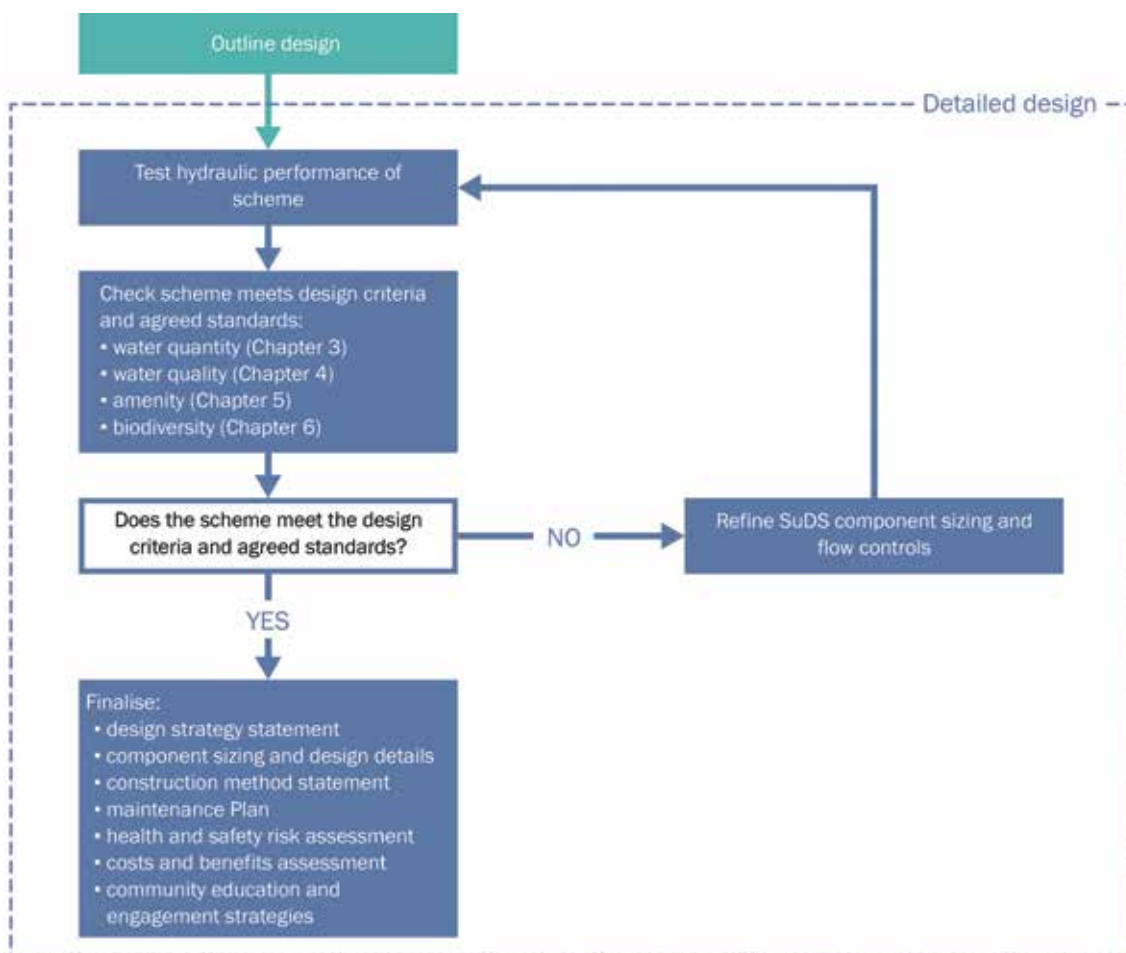 Outline design
Detailed design
Test hydraulic performance of
scheme
Check scheme meets design criteria
and agreed standards:
• water quantity (Chapter 3)
• water quality (Chapter 4)
• amenity (Chapter 5)
• biodiversity (Chapter 6)
Does the scheme meet the design
criteria and agreed standards?
NO
Refine SuDS component sizing and
flow controls
YES
Finalise:
• design strategy statement
• component sizing and design details
• construction method statement
• maintenance Plan
• health and safety risk assessment
• costs and benefits assessment
• community education and
engagement strategies